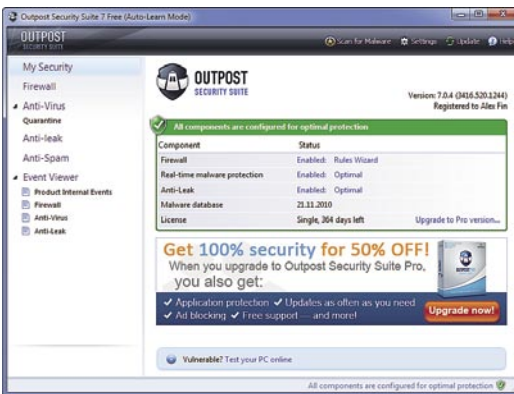 Outpost Security Suite 7 Free (Auto-Learn Mode)
OUTPOST
SECURITY SUITE
Scan for Malware Settings Update Help
My Security
Firewall
Anti-Virus
Quarantine
Anti-leak
Anti-Spam
Event Viewer
Product Internal Events
Firewall
Anti-Virus
Anti-Leak
OUTPOST
SECURITY SUITE
Version: 7.0.4 (3416.520.1244)
Registered to Alex Fin
All components are configured for optimal protection
Component Status
Firewall Enabled: Rules Wizard
Real-time malware protection Enabled: Optimal
Anti-Leak Enabled: Optimal
Malware database 21.11.2010
License Single, 364 days left Upgrade to Pro version...
Get 100% security for 50% OFF!
When you upgrade to Outpost Security Suite Pro,
you also get:
✔ Application protection ✔ Updates as often as you need
✔ Ad blocking ✔ Free support — and more!
Upgrade now!
Vulnerable? Test your PC online
All components are configured for optimal protection